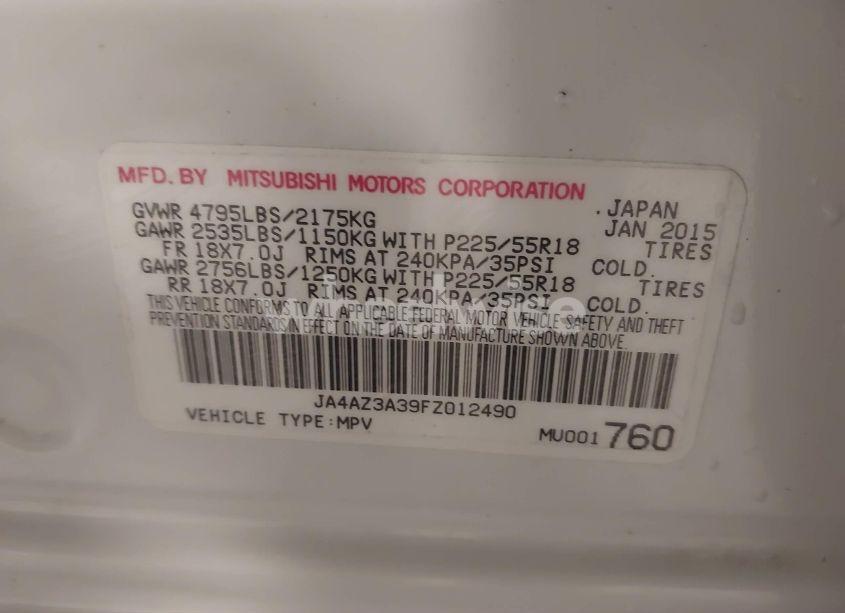 MFD. BY MITSUBISHI MOTORS CORPORATION
.JAPAN
GVWR 4795LBS/2175KG JAN 2015
GAWR 2535LBS/1150KG WITH P225/55R18 TIRES
FR 18X7.0J RIMS AT 240KPA/35PSI COLD.
GAWR 2756LBS/1250KG WITH P225/55R18 TIRES
RR 18X7.0J RIMS AT 240KPA/35PSI COLD.
THIS VEHICLE CONFORMS TO ALL APPLICABLE FEDERAL MOTOR VEHICLE SAFETY AND THEFT
PREVENTION STANDARDS IN EFFECT ON THE DATE OF MANUFACTURE SHOWN ABOVE.
JA4AZ3A39FZ012490
VEHICLE TYPE:MPV
MU001760